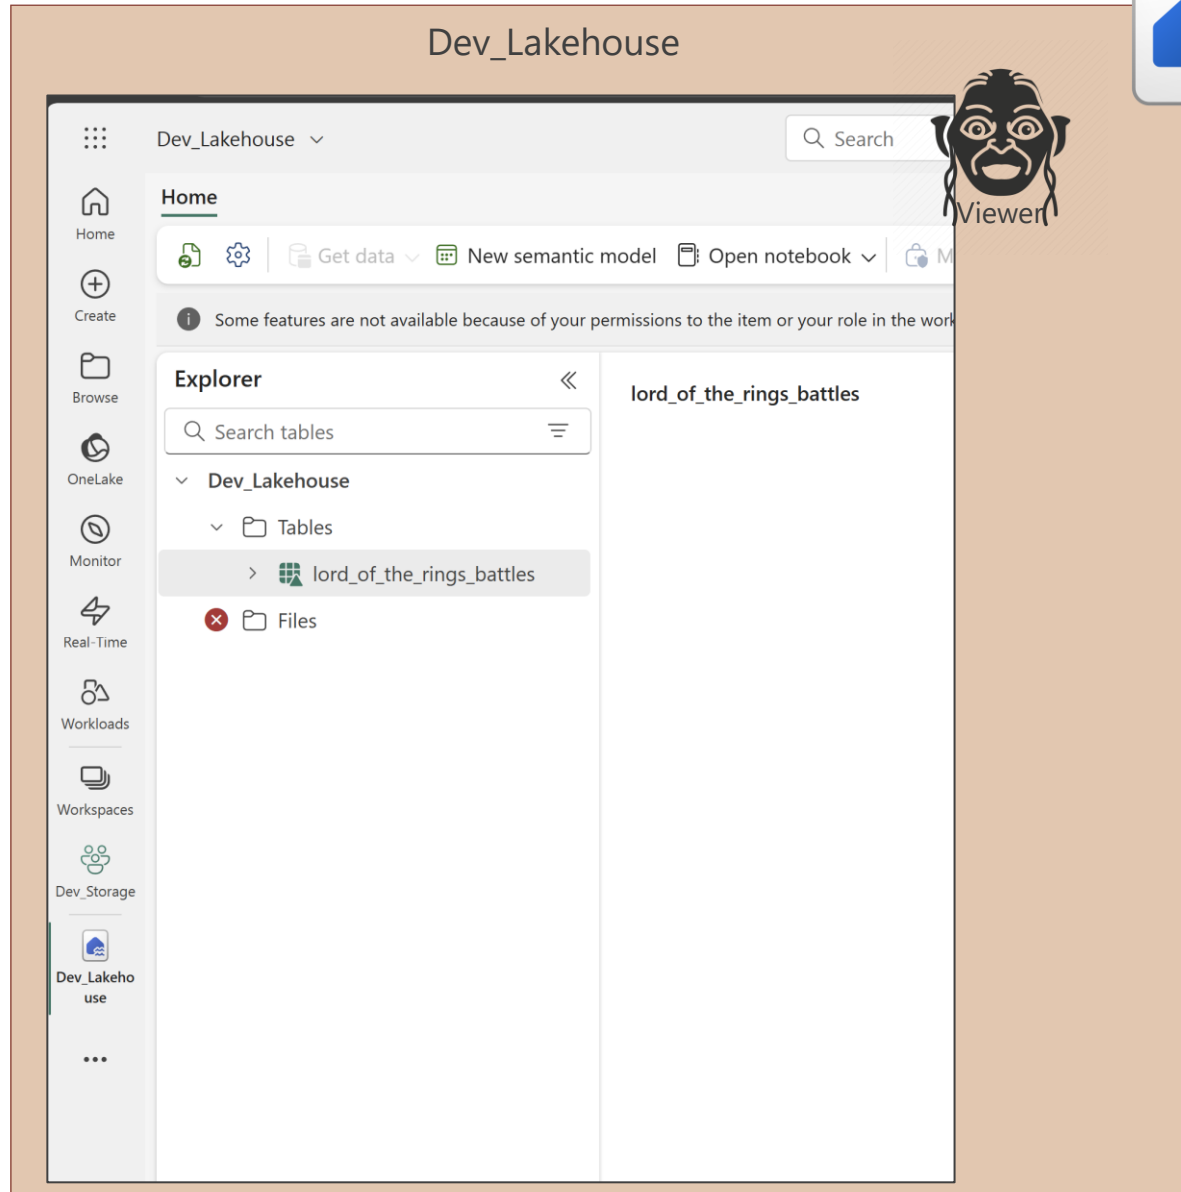 Dev_Lakehouse
Dev_Lakehouse
Search
Viewer
Home
Home
Get data
New semantic model
Open notebook
M
Create
Some features are not available because of your permissions to the item or your role in the work
Explorer
lord_of_the_rings_battles
Browse
Search tables
OneLake
Dev_Lakehouse
Tables
Monitor
lord_of_the_rings_battles
Files
Real-Time
Workloads
Workspaces
Dev_Storage
Dev_Lakeho
use